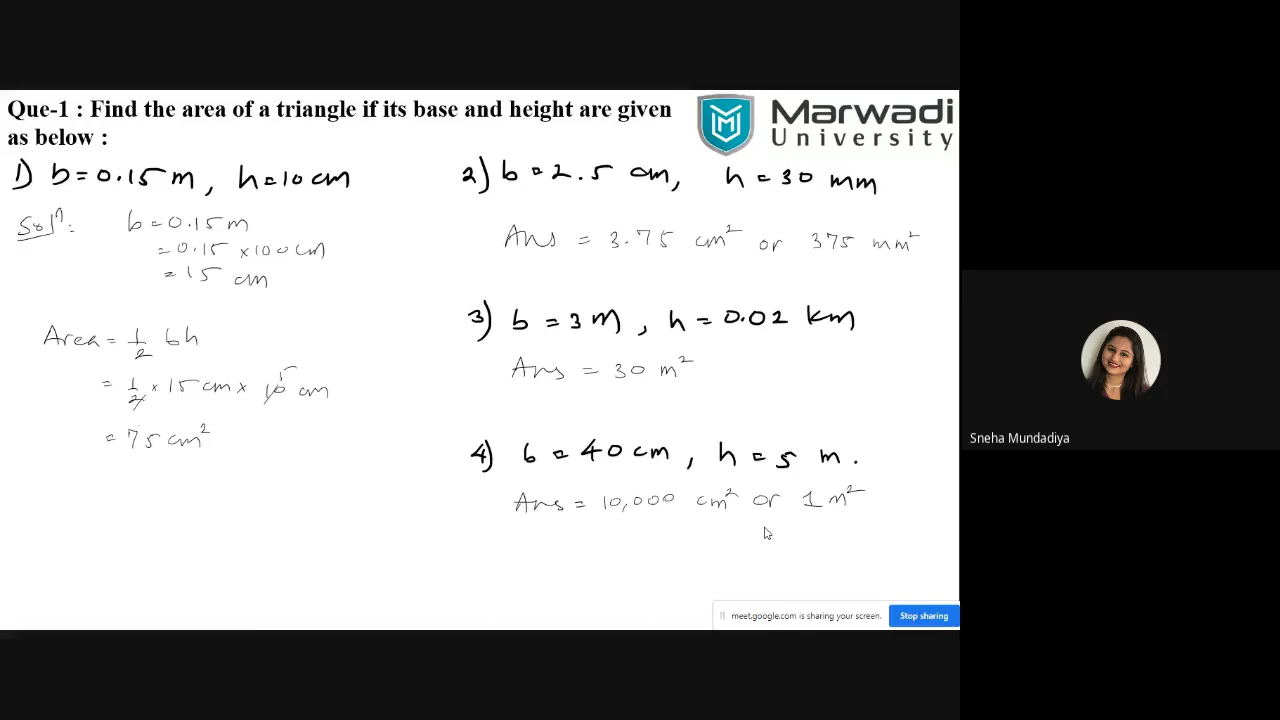 Que-1 : Find the area of a triangle if its base and height are given
as below :
Marwadi
University
1) b = 0.15 m, h = 10 cm
Solⁿ: b = 0.15 m
= 0.15 × 100 cm
= 15 cm
Area = 1/2 bh
= 1/2 × 15 cm × 10 5 cm
= 75 cm²
2) b = 2.5 cm, h = 30 mm
Ans = 3.75 cm² or 375 mm²
3) b = 3 m, h = 0.02 km
Ans = 30 m²
4) b = 40 cm, h = 5 m.
Ans = 10,000 cm² or 1 m²
Sneha Mundadiya
meet.google.com is sharing your screen.
Stop sharing